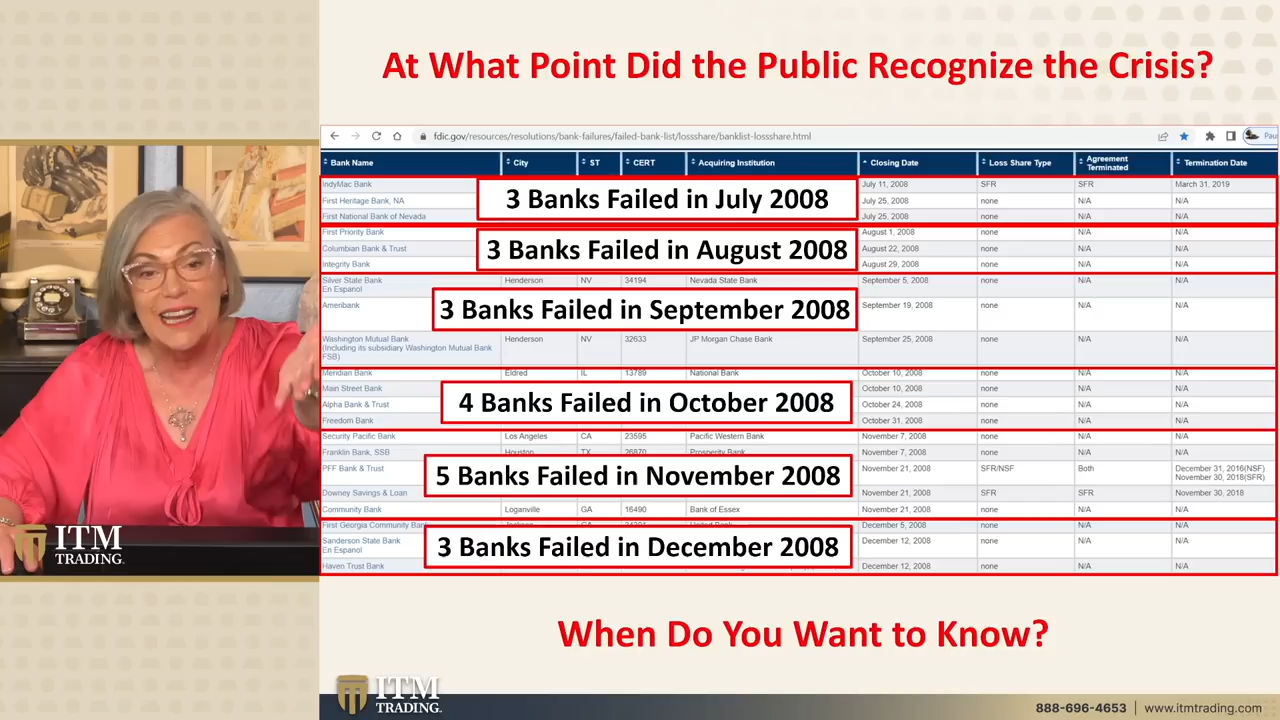 At What Point Did the Public Recognize the Crisis?
fdic.gov/resources/resolutions/bank-failures/failed-bank-list/lossshare/banklist-lossshare.html
Pau
Bank Name City ST CERT Acquiring Institution Closing Date Loss Share Type Agreement Terminated Termination Date
IndyMac Bank July 11, 2008 SFR SFR March 31, 2019
First Heritage Bank, NA July 25, 2008 none N/A N/A
First National Bank of Nevada July 25, 2008 none N/A N/A
3 Banks Failed in July 2008
First Priority Bank August 1, 2008 none N/A N/A
Columbian Bank & Trust August 22, 2008 none N/A N/A
Integrity Bank August 29, 2008 none N/A N/A
3 Banks Failed in August 2008
Silver State Bank Henderson NV 34194 Nevada State Bank September 5, 2008 none N/A N/A
En Espanol
Ameribank September 19, 2008 none N/A N/A
3 Banks Failed in September 2008
Washington Mutual Bank Henderson NV 32633 JP Morgan Chase Bank September 25, 2008 none N/A N/A
(Including its subsidiary Washington Mutual Bank
FSB)
Meridian Bank Eldred IL 13789 National Bank October 10, 2008 none N/A N/A
Main Street Bank October 10, 2008 none N/A N/A
Alpha Bank & Trust October 24, 2008 none N/A N/A
Freedom Bank October 31, 2008 none N/A N/A
4 Banks Failed in October 2008
Security Pacific Bank Los Angeles CA 23595 Pacific Western Bank November 7, 2008 none N/A N/A
Franklin Bank, SSB Houston TX 26870 Prosperity Bank November 7, 2008 none N/A N/A
PFF Bank & Trust November 21, 2008 SFR/NSF Both December 31, 2016(NSF)
November 30, 2018(SFR)
5 Banks Failed in November 2008
Downey Savings & Loan November 21, 2008 SFR SFR November 30, 2018
Community Bank Loganville GA 16490 Bank of Essex November 21, 2008 none N/A N/A
First Georgia Community Bank December 5, 2008 none N/A N/A
Sanderson State Bank December 12, 2008 none N/A N/A
En Espanol
3 Banks Failed in December 2008
Haven Trust Bank December 12, 2008 none N/A N/A
When Do You Want to Know?
ITM
TRADING.
ITM
TRADING.
888-696-4653 | www.itmtrading.com